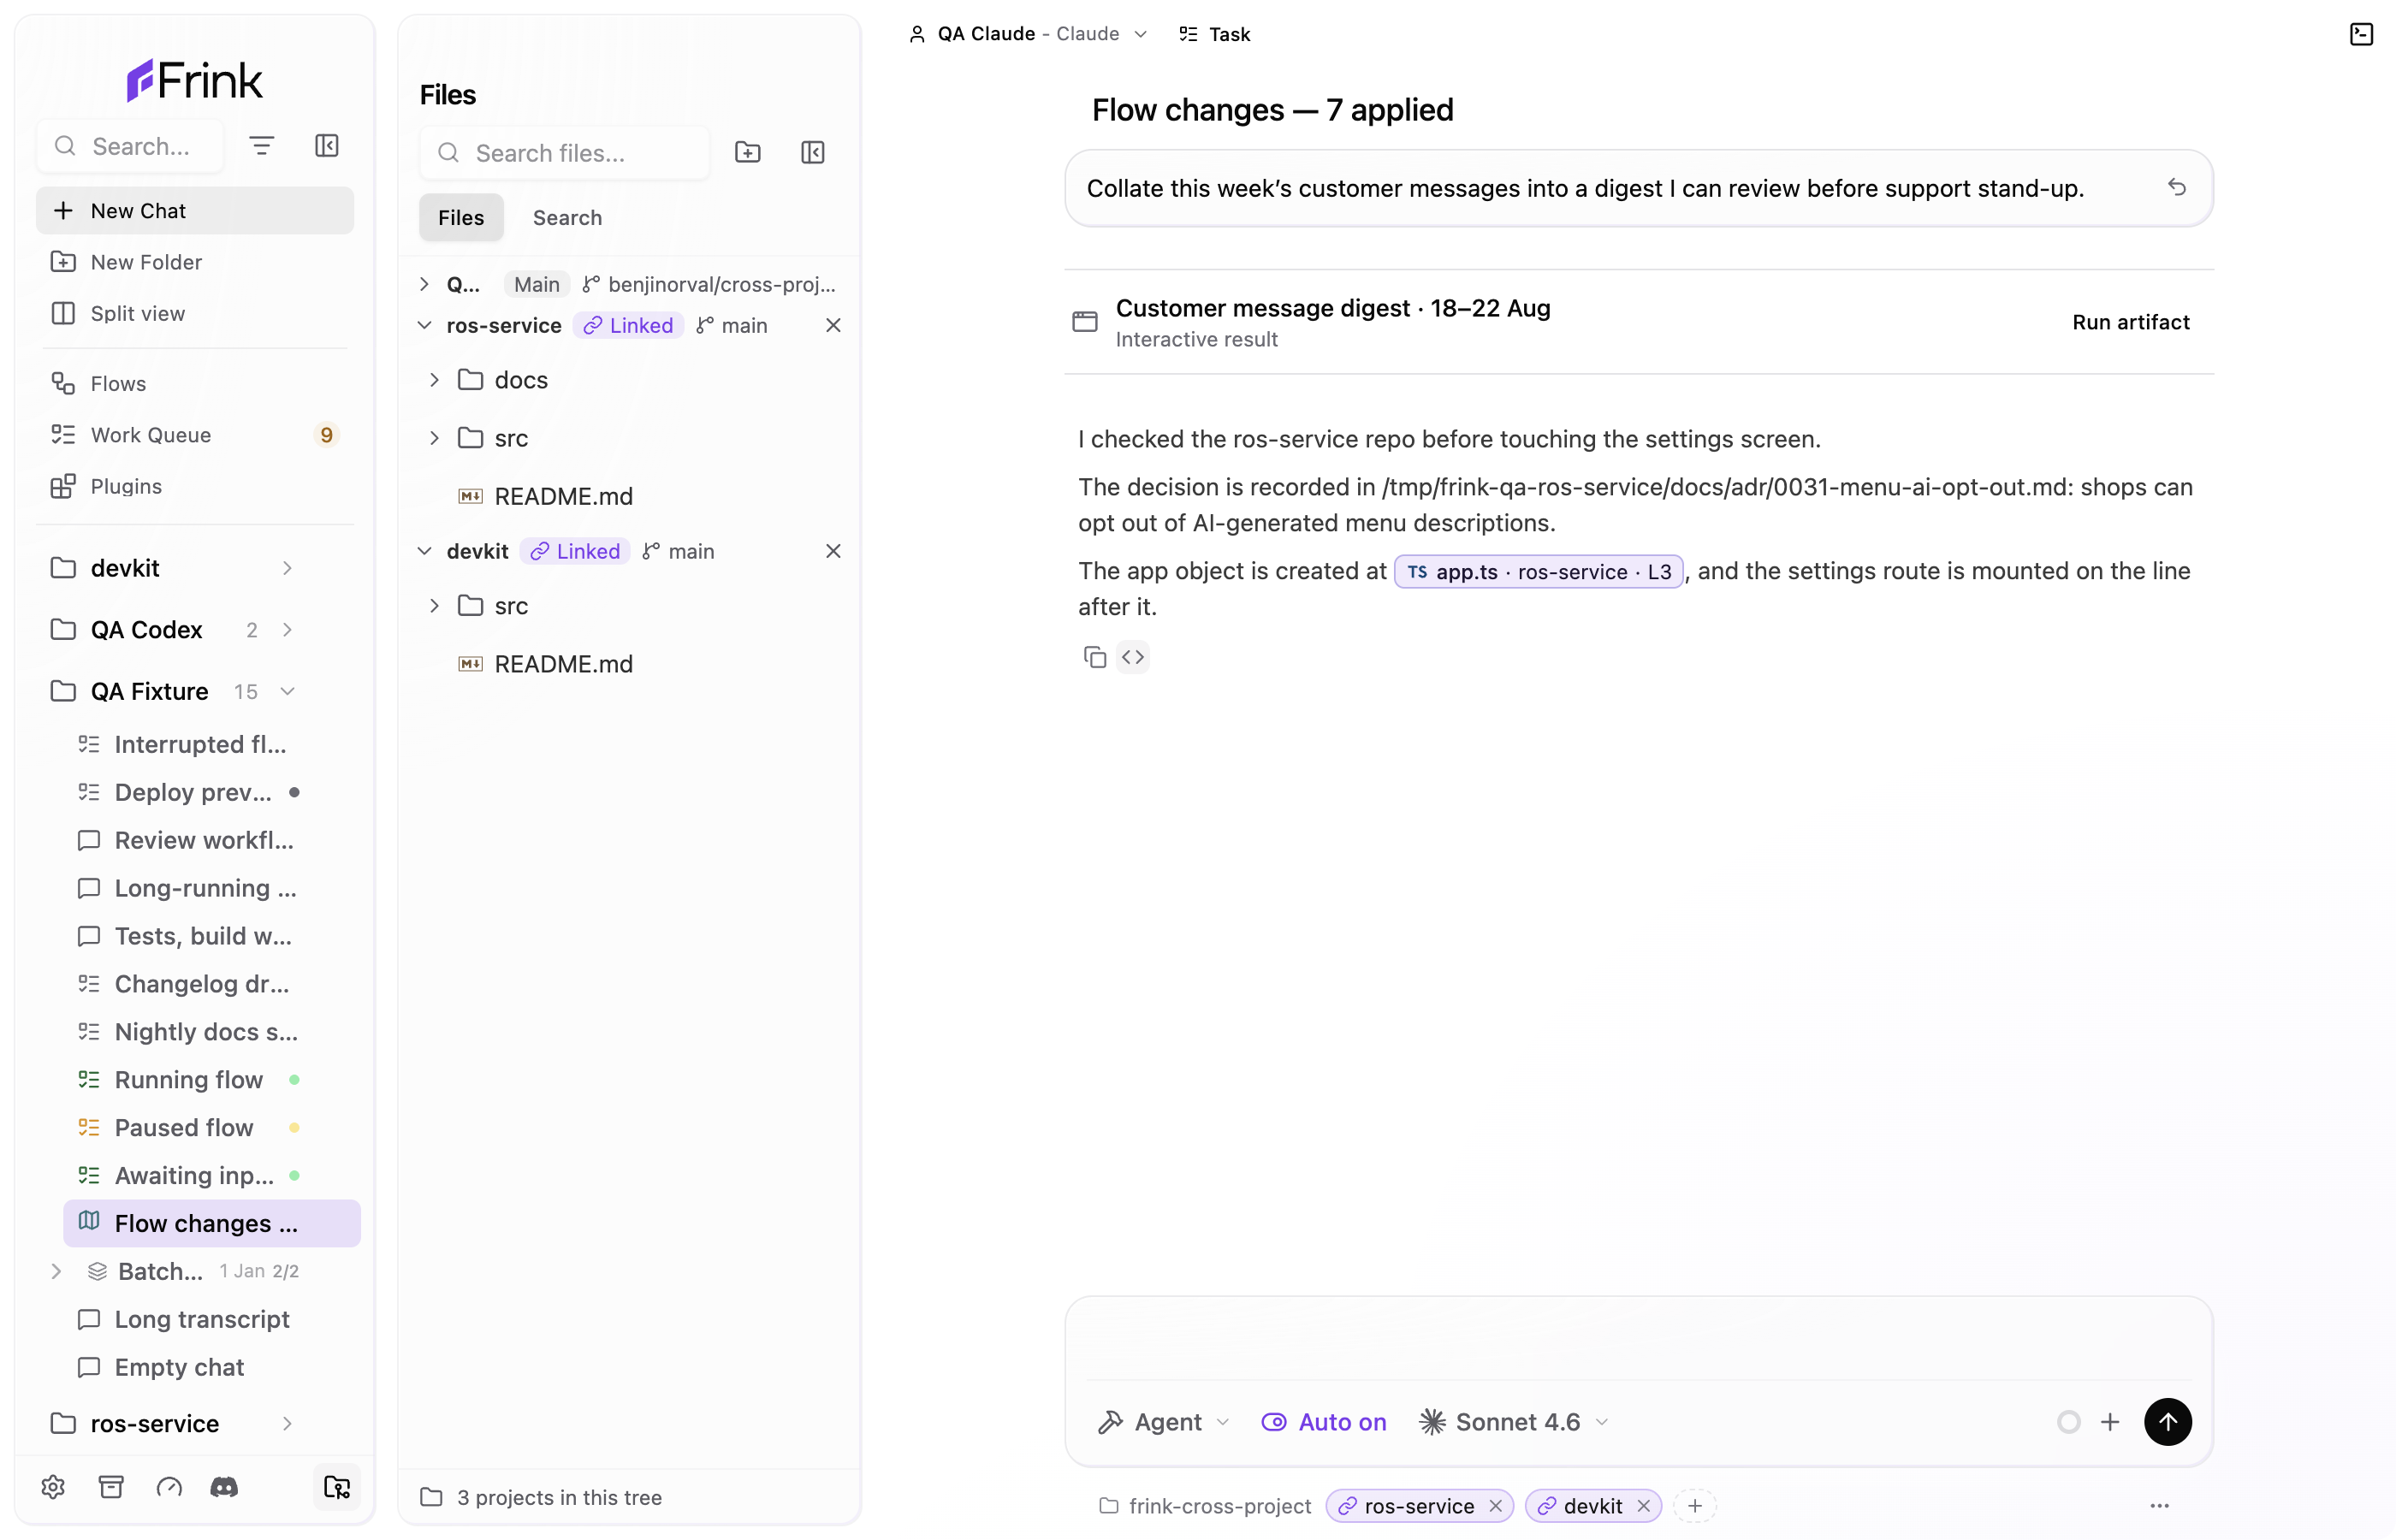 Frink
Search...
New Chat
New Folder
Split view
Flows
Work Queue 9
Plugins
devkit
QA Codex 2
QA Fixture 15
Interrupted fl...
Deploy prev...
Review workfl...
Long-running ...
Tests, build w...
Changelog dr...
Nightly docs s...
Running flow
Paused flow
Awaiting inp...
Flow changes ...
Batch... 1 Jan 2/2
Long transcript
Empty chat
ros-service
Files
Search files...
Files Search
Q... Main benjinorval/cross-proj...
ros-service Linked main
docs
src
M↓ README.md
devkit Linked main
src
M↓ README.md
3 projects in this tree
QA Claude - Claude Task
Flow changes — 7 applied
Collate this week’s customer messages into a digest I can review before support stand-up.
Customer message digest · 18–22 Aug
Interactive result
Run artifact
I checked the ros-service repo before touching the settings screen.
The decision is recorded in /tmp/frink-qa-ros-service/docs/adr/0031-menu-ai-opt-out.md: shops can
opt out of AI-generated menu descriptions.
The app object is created at TS app.ts · ros-service · L3, and the settings route is mounted on the line
after it.
Agent Auto on Sonnet 4.6
frink-cross-project ros-service devkit